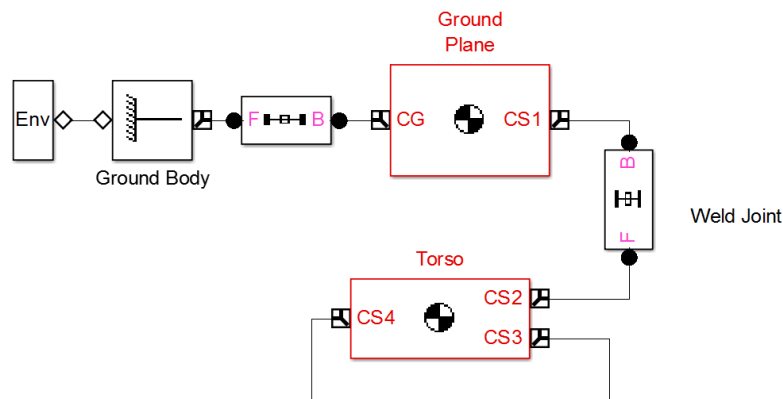 Ground
Plane
Env
F
B
CG
CS1
Ground Body
B
F
Weld Joint
Torso
CS4
CS2
CS3